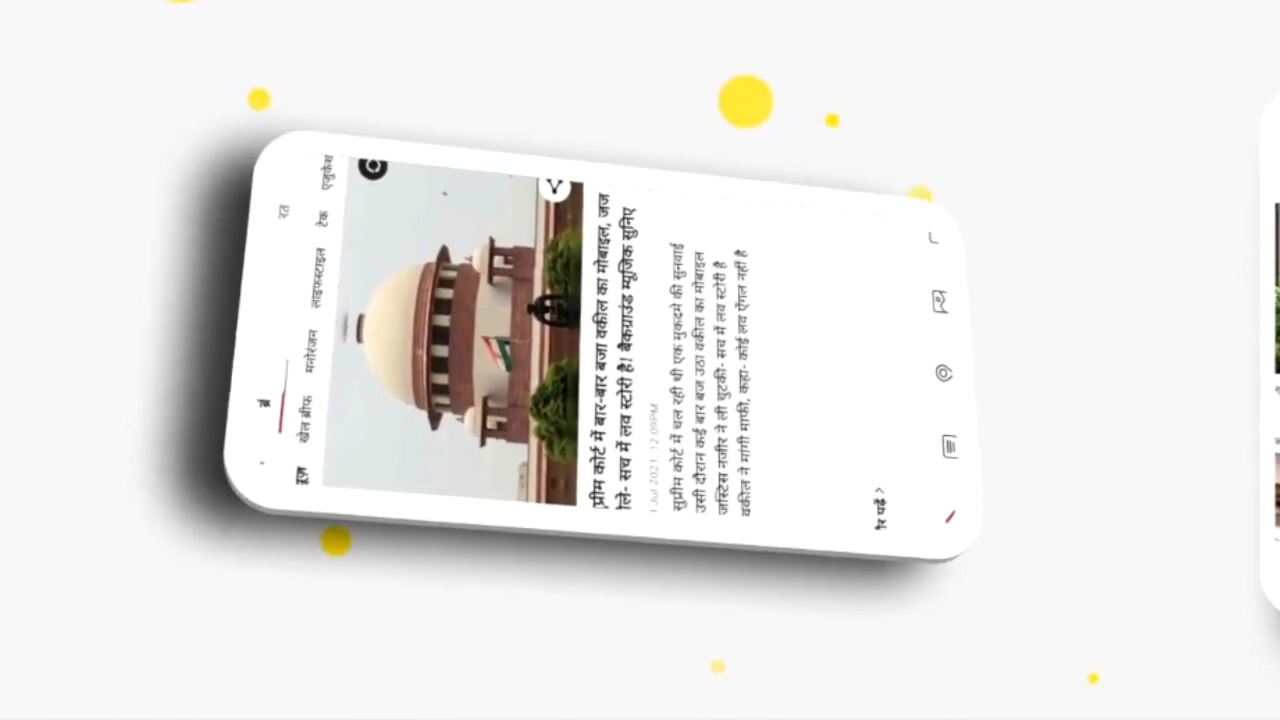 मनोरंजन लाइफस्टाइल टेक
खेल ब्रीफ
प्रीम कोर्ट में बार-बार बजा वकील का मोबाइल, जज
ले- सच में लव स्टोरी है! बैकग्राउंड म्यूजिक सुनिए
1 Jul 2021, 12.09PM
सुप्रीम कोर्ट में चल रही थी एक मुकदमे की सुनवाई
उसी दौरान कई बार बज उठा वकील का मोबाइल
जस्टिस नजीर ने ली चुटकी- सच में लव स्टोरी है
वकील ने मांगी माफी, कहा- कोई लव ऐंगल नहीं है